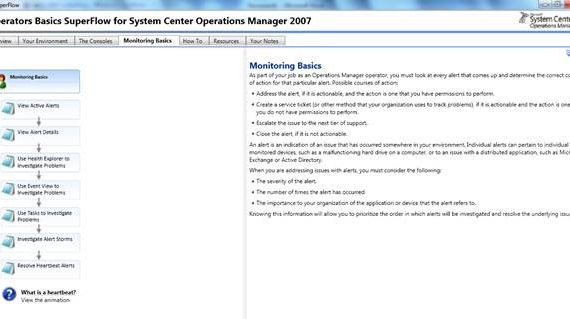 erFlow
erators Basics SuperFlow for System Center Operations Manager 2007
Microsoft
System Cente
Operations Mana
view
Your Environment
The Consoles
Monitoring Basics
How To
Resources
Your Notes
Monitoring Basics
View Active Alerts
View Alert Details
Use Health Explorer to
Investigate Problems
Use Event View to
Investigate Problems
Use Tasks to Investigate
Problems
Investigate Alert Storms
Resolve Heartbeat Alerts
What is a heartbeat?
View the animation
Monitoring Basics
As part of your job as an Operations Manager operator, you must look at every alert that comes up and determine the correct co
of action for that particular alert. Possible courses of action:
• Address the alert, if it is actionable, and the action is one that you have permissions to perform.
• Create a service ticket (or other method that your organization uses to track problems), if it is actionable and the action is one
you do not have permissions to perform.
• Escalate the issue to the next tier of support.
• Close the alert, if it is not actionable.
An alert is an indication of an issue that has occurred somewhere in your environment. Individual alerts can pertain to individual
monitored devices, such as a malfunctioning hard drive on a computer, or to an issue with a distributed application, such as Micr
Exchange or Active Directory.
When you are addressing issues with alerts, you must consider the following:
• The severity of the alert.
• The number of times the alert has occurred.
• The importance to your organization of the application or device that the alert refers to.
Knowing this information will allow you to prioritize the order in which alerts will be investigated and resolve the underlying issu